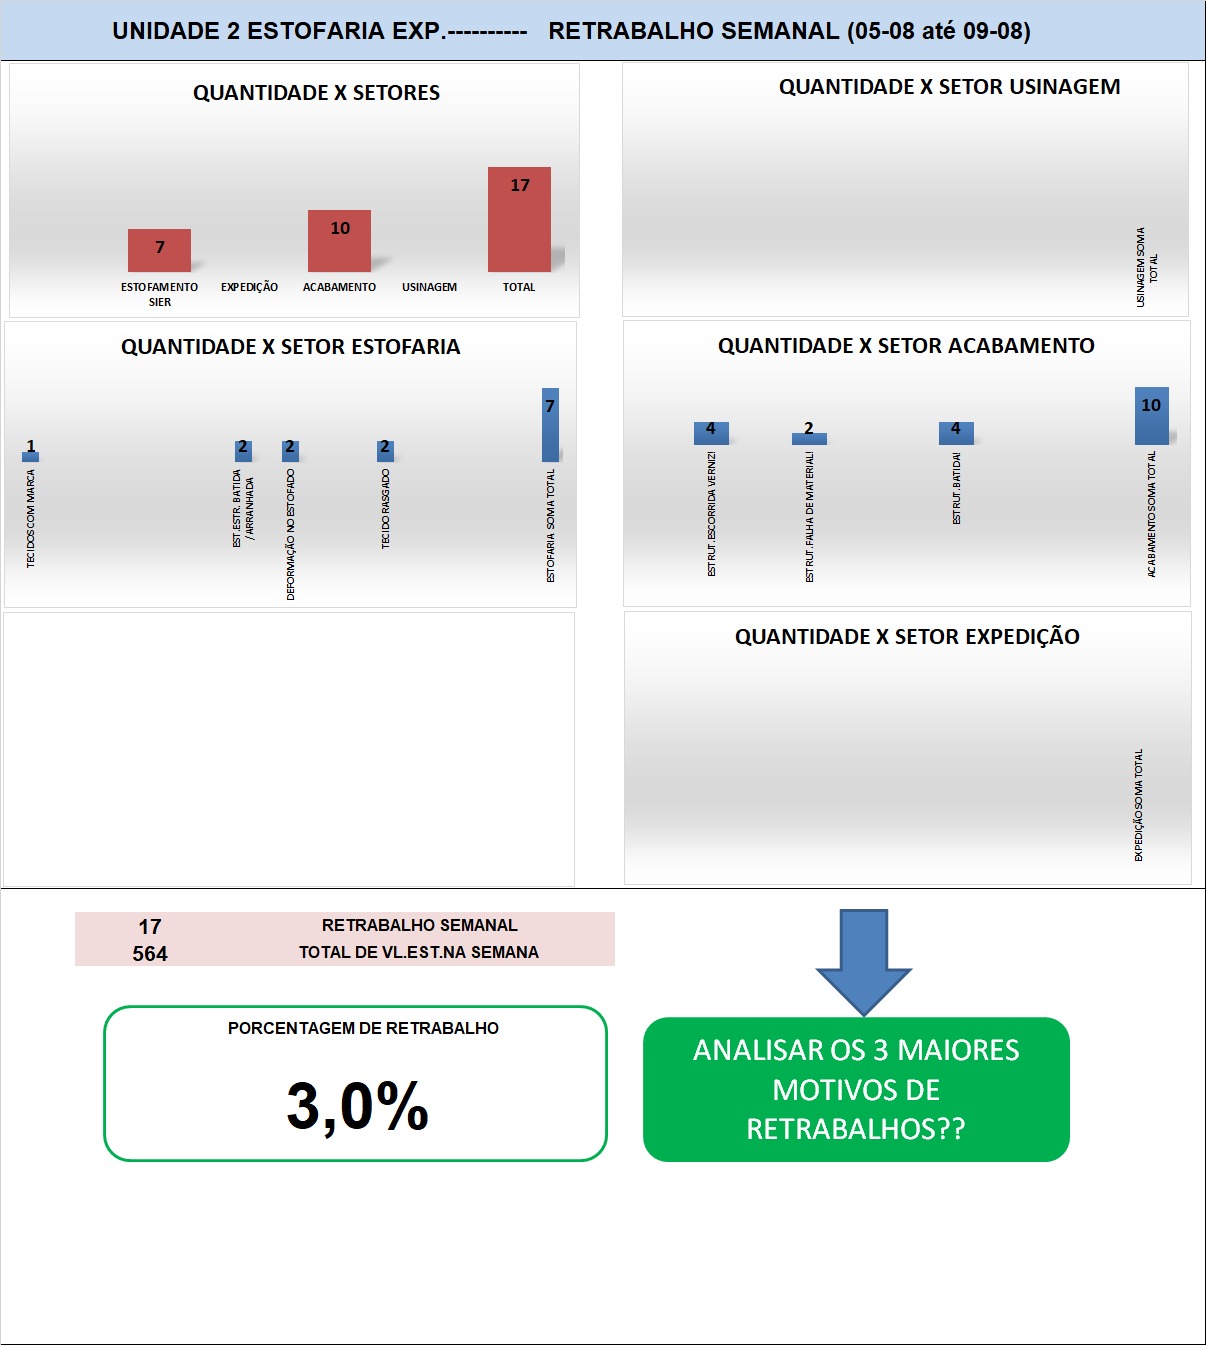 UNIDADE 2 ESTOFARIA EXP.---------- RETRABALHO SEMANAL (05-08 até 09-08)
QUANTIDADE X SETORES
7
10
17
ESTOFAMENTO
SIER
EXPEDIÇÃO
ACABAMENTO
USINAGEM
TOTAL
QUANTIDADE X SETOR USINAGEM
USINAGEM SOMA
TOTAL
QUANTIDADE X SETOR ESTOFARIA
1
2
2
2
7
TECIDOS COM MARCA
EST.ESTR. BATIDA
/ ARRANHADA
DEFORMAÇÃO NO ESTOFADO
TECIDO RASGADO
ESTOFARIA SOMA TOTAL
QUANTIDADE X SETOR ACABAMENTO
4
2
4
10
ESTRUT. ESCORRIDA VERNIZ!
ESTRUT. FALHA DE MATERIAL!
ESTRUT. BATIDA!
ACABAMENTO SOMA TOTAL
QUANTIDADE X SETOR EXPEDIÇÃO
EXPEDIÇÃO SOMA TOTAL
17 RETRABALHO SEMANAL
564 TOTAL DE VL.EST.NA SEMANA
PORCENTAGEM DE RETRABALHO
3,0%
ANALISAR OS 3 MAIORES
MOTIVOS DE
RETRABALHOS??